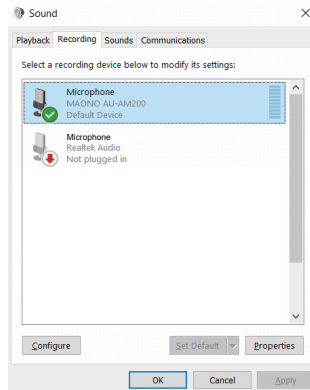 Sound
Playback Recording Sounds Communications
Select a recording device below to modify its settings:
Microphone
MAONO AU-AM200
Default Device
Microphone
Realtek Audio
Not plugged in
Configure Set Default Properties
OK Cancel Apply